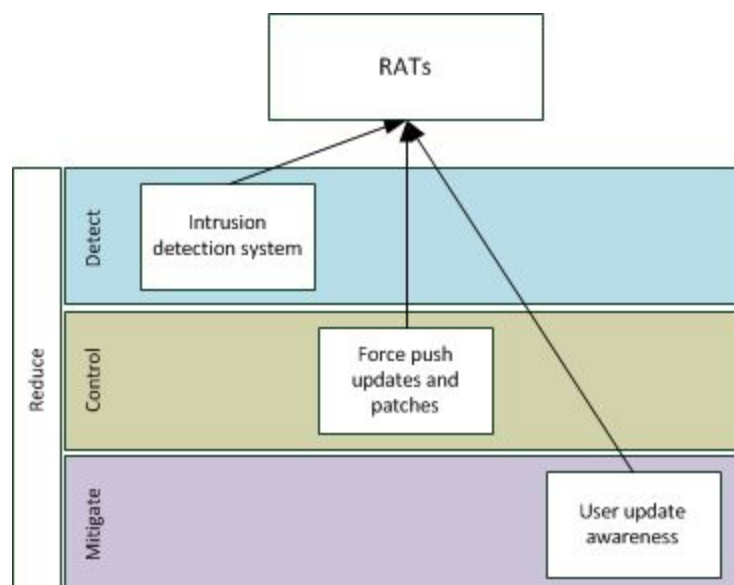 RATs
Reduce
Detect
Intrusion
detection system
Control
Force push
updates and
patches
Mitigate
User update
awareness